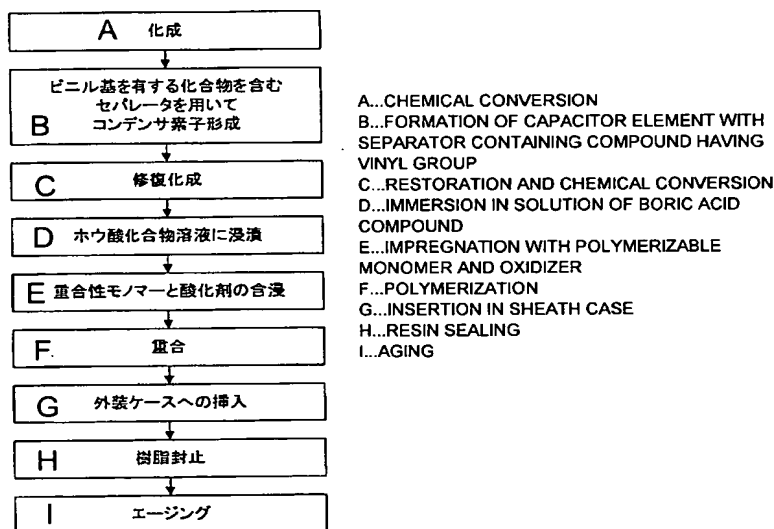 A 化成
ビニル基を有する化合物を含む
セパレータを用いて
B コンデンサ素子形成
C 修復化成
D ホウ酸化合物溶液に浸漬
E 重合性モノマーと酸化剤の含浸
F 重合
G 外装ケースへの挿入
H 樹脂封止
I エージング
A...CHEMICAL CONVERSION
B...FORMATION OF CAPACITOR ELEMENT WITH
SEPARATOR CONTAINING COMPOUND HAVING
VINYL GROUP
C...RESTORATION AND CHEMICAL CONVERSION
D...IMMERSION IN SOLUTION OF BORIC ACID
COMPOUND
E...IMPREGNATION WITH POLYMERIZABLE
MONOMER AND OXIDIZER
F...POLYMERIZATION
G...INSERTION IN SHEATH CASE
H...RESIN SEALING
I...AGING